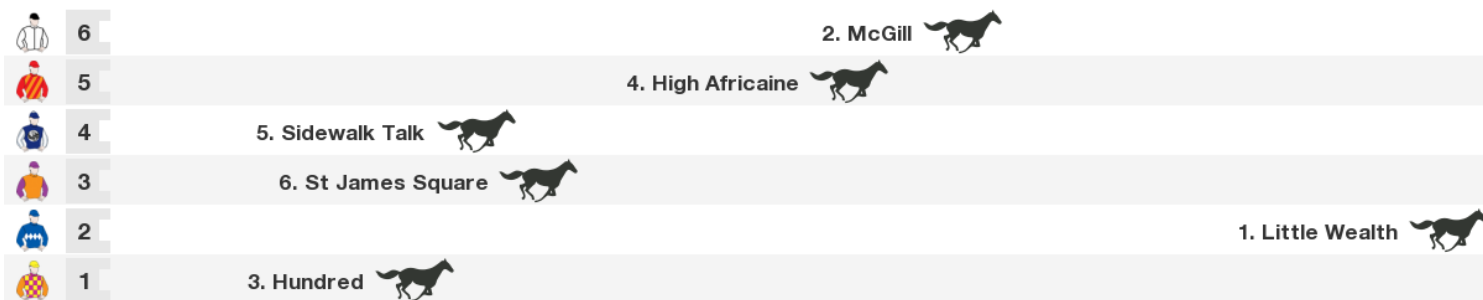 6 2. McGill
5 4. High Africaine
4 5. Sidewalk Talk
3 6. St James Square
2 1. Little Wealth
1 3. Hundred